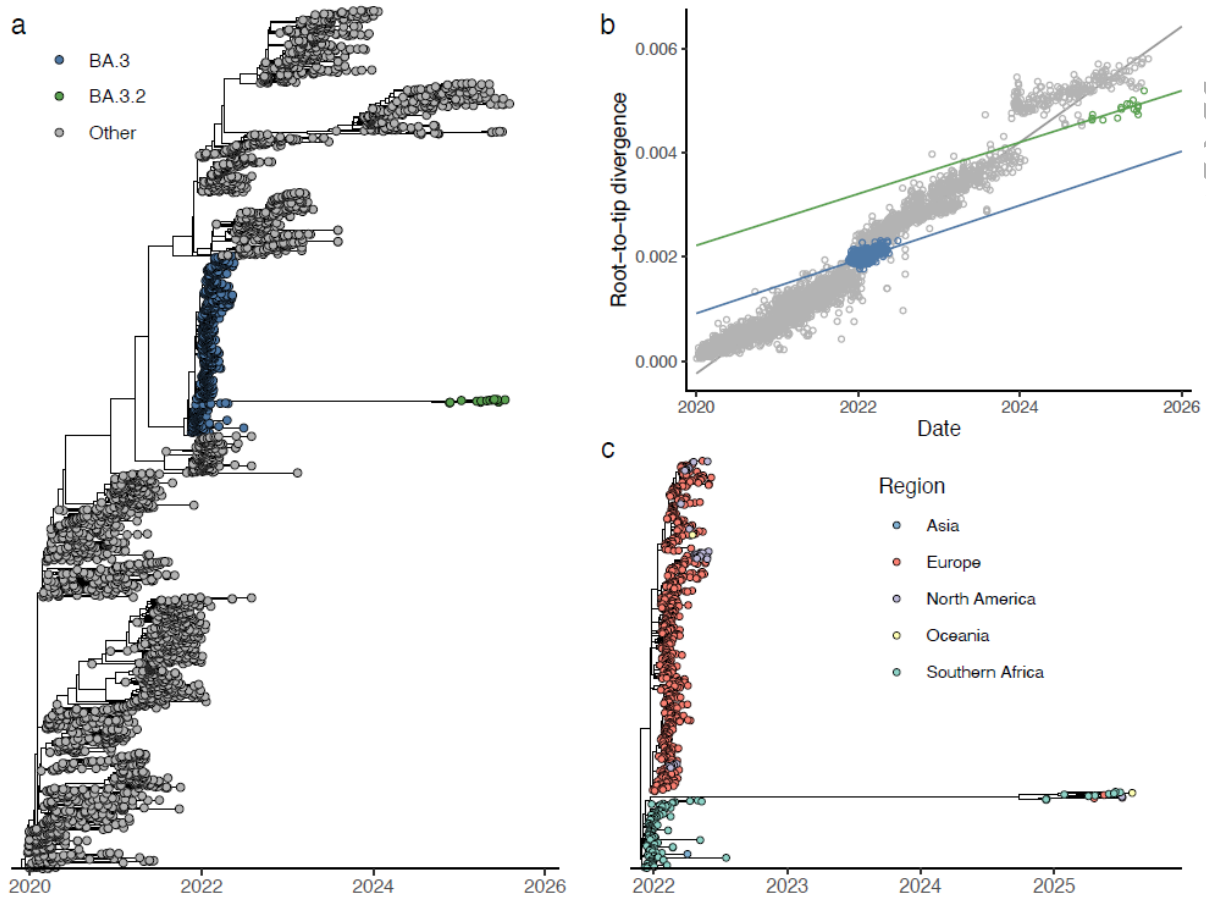 a
BA.3
BA.3.2
Other
2020 2022 2024 2026
b
0.006
0.004
0.002
0.000
Root-to-tip divergence
2020 2022 2024 2026
Date
c
Region
Asia
Europe
North America
Oceania
Southern Africa
2022 2023 2024 2025